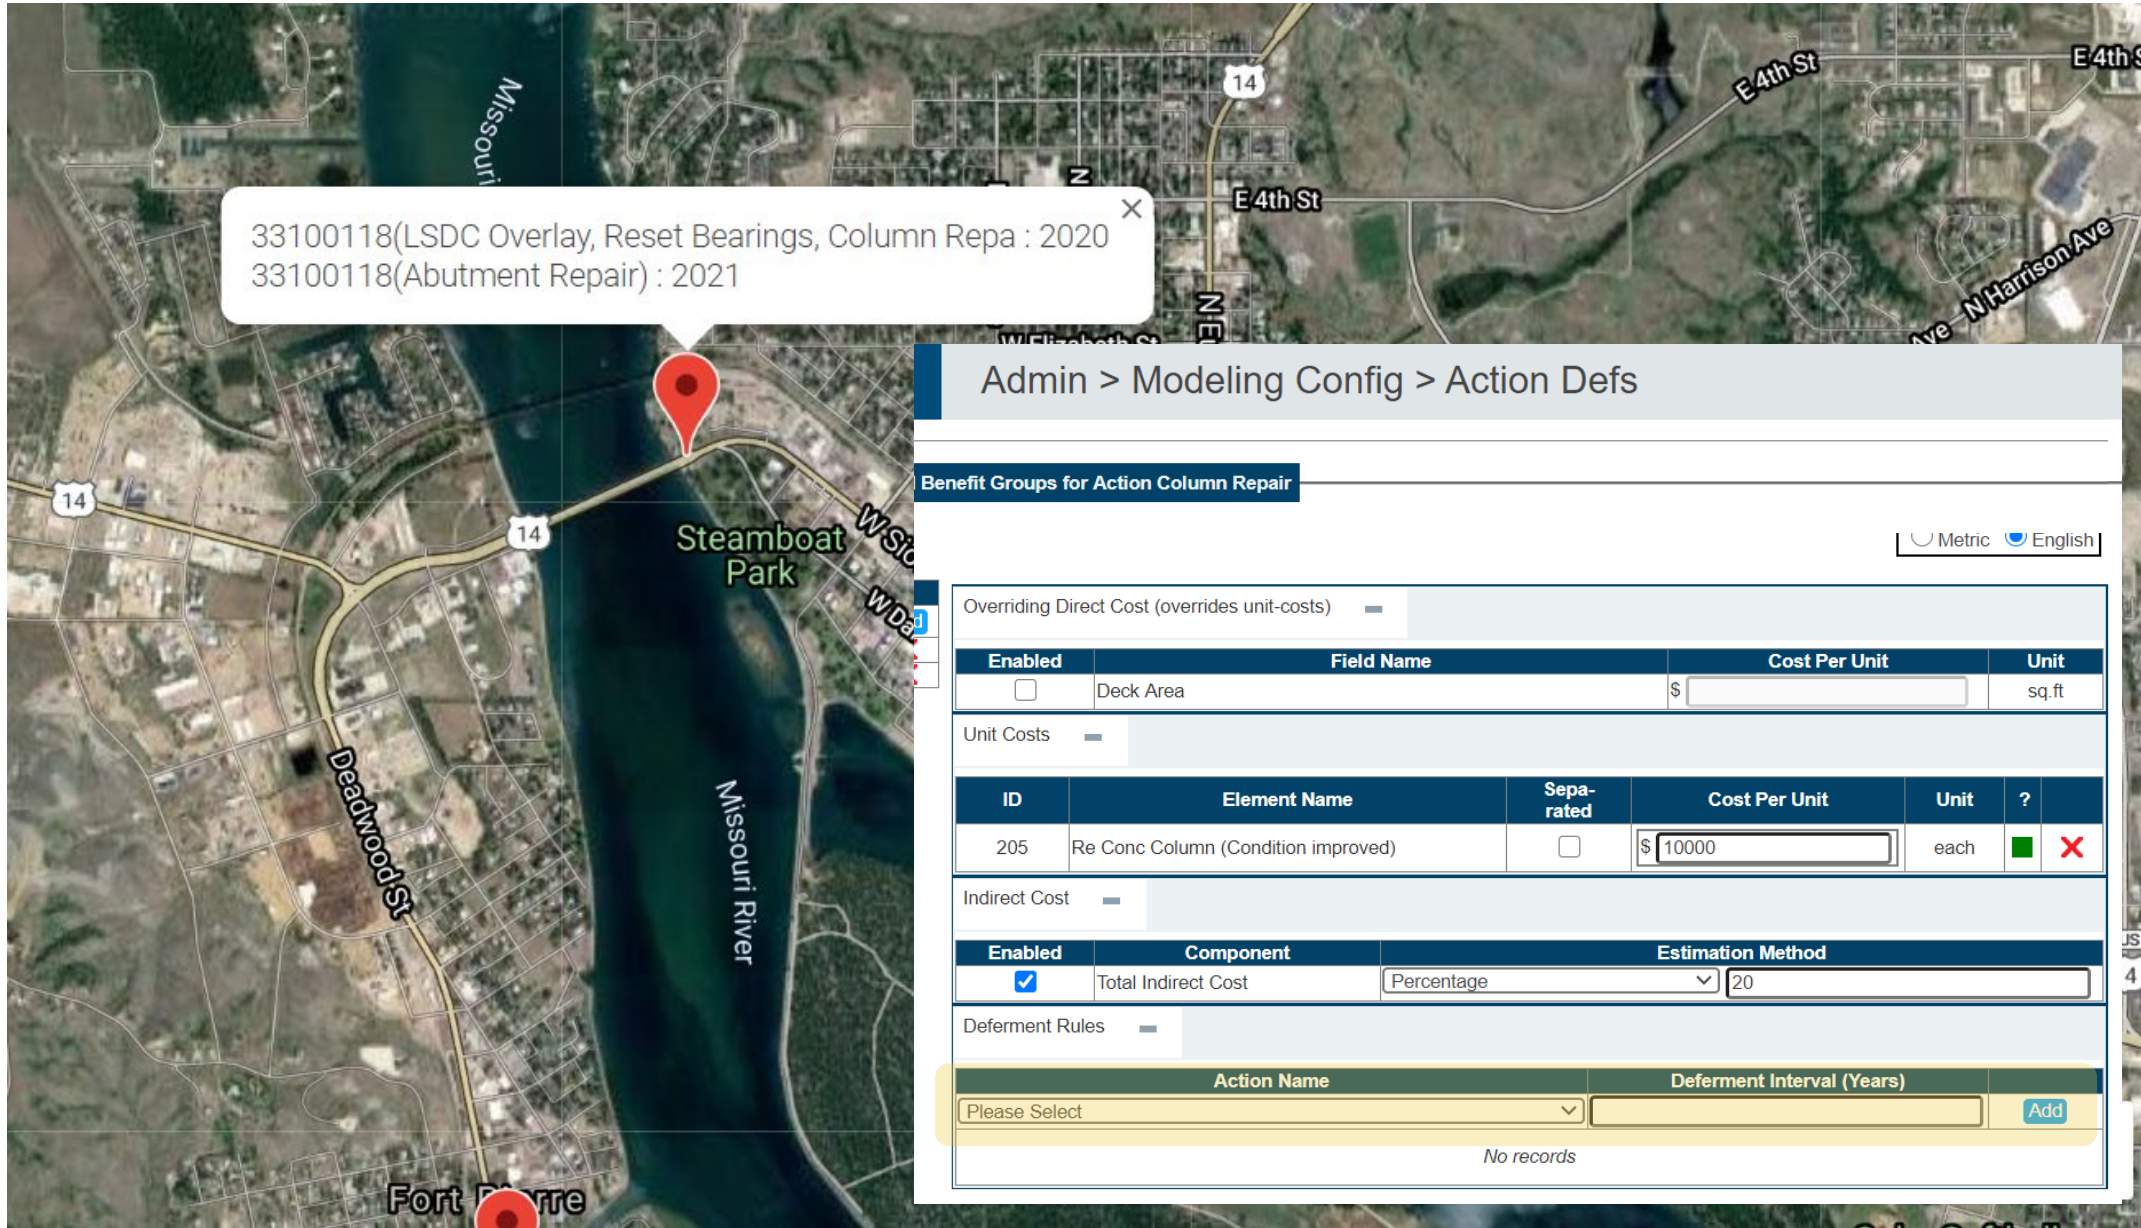 Missouri
14
E 4th St
E 4th
N
E 4th St
33100118(LSDC Overlay, Reset Bearings, Column Repa : 2020
33100118(Abutment Repair) : 2021
N Harrison Ave
Ave
W Elizabeth St
14
14
Steamboat
Park
Deadwood St
Missouri River
Fort
Admin > Modeling Config > Action Defs
Benefit Groups for Action Column Repair
Metric English
Overriding Direct Cost (overrides unit-costs)
Enabled Field Name Cost Per Unit Unit
Deck Area $ sq.ft
Unit Costs
ID Element Name Sepa-
rated Cost Per Unit Unit ?
205 Re Conc Column (Condition improved) $ 10000 each
Indirect Cost
Enabled Component Estimation Method
Total Indirect Cost Percentage 20
Deferment Rules
Action Name Deferment Interval (Years)
Please Select Add
No records